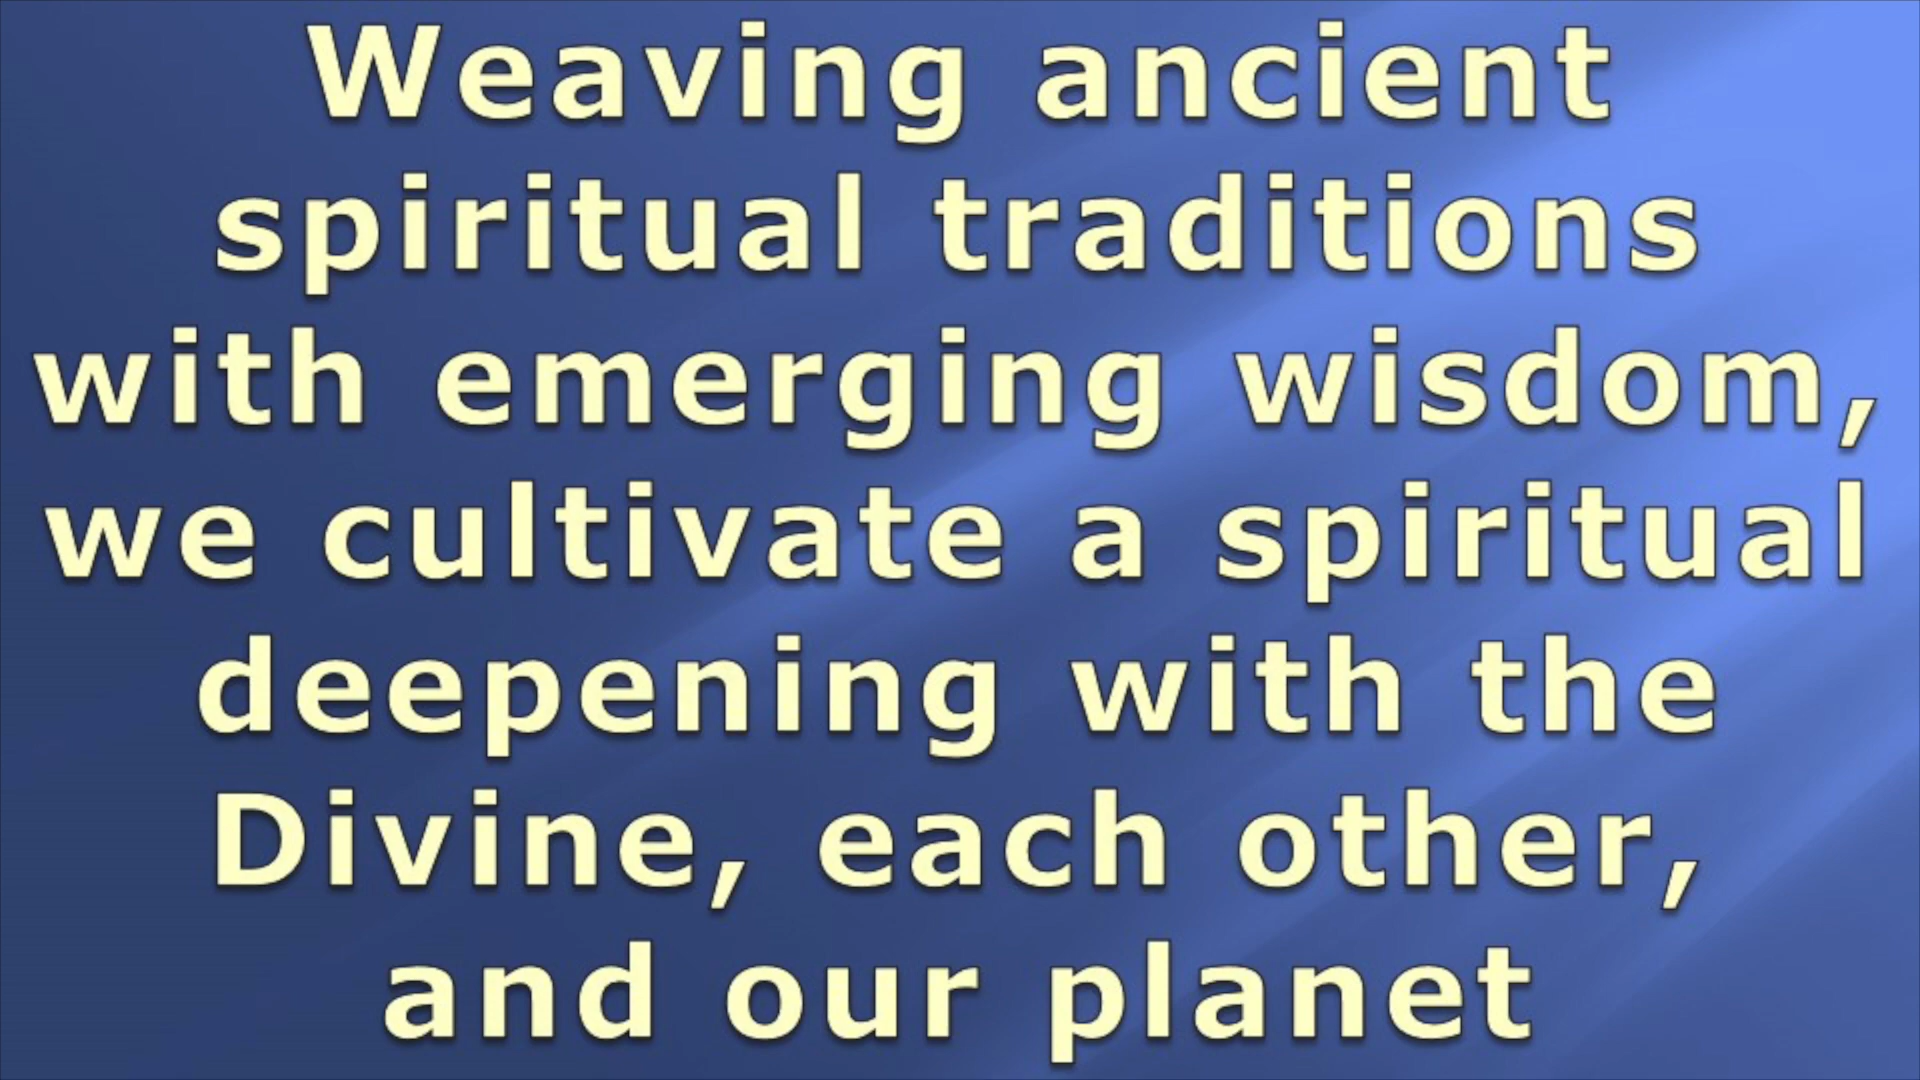 Weaving ancient
spiritual traditions
with emerging wisdom,
we cultivate a spiritual
deepening with the
Divine, each other,
and our planet